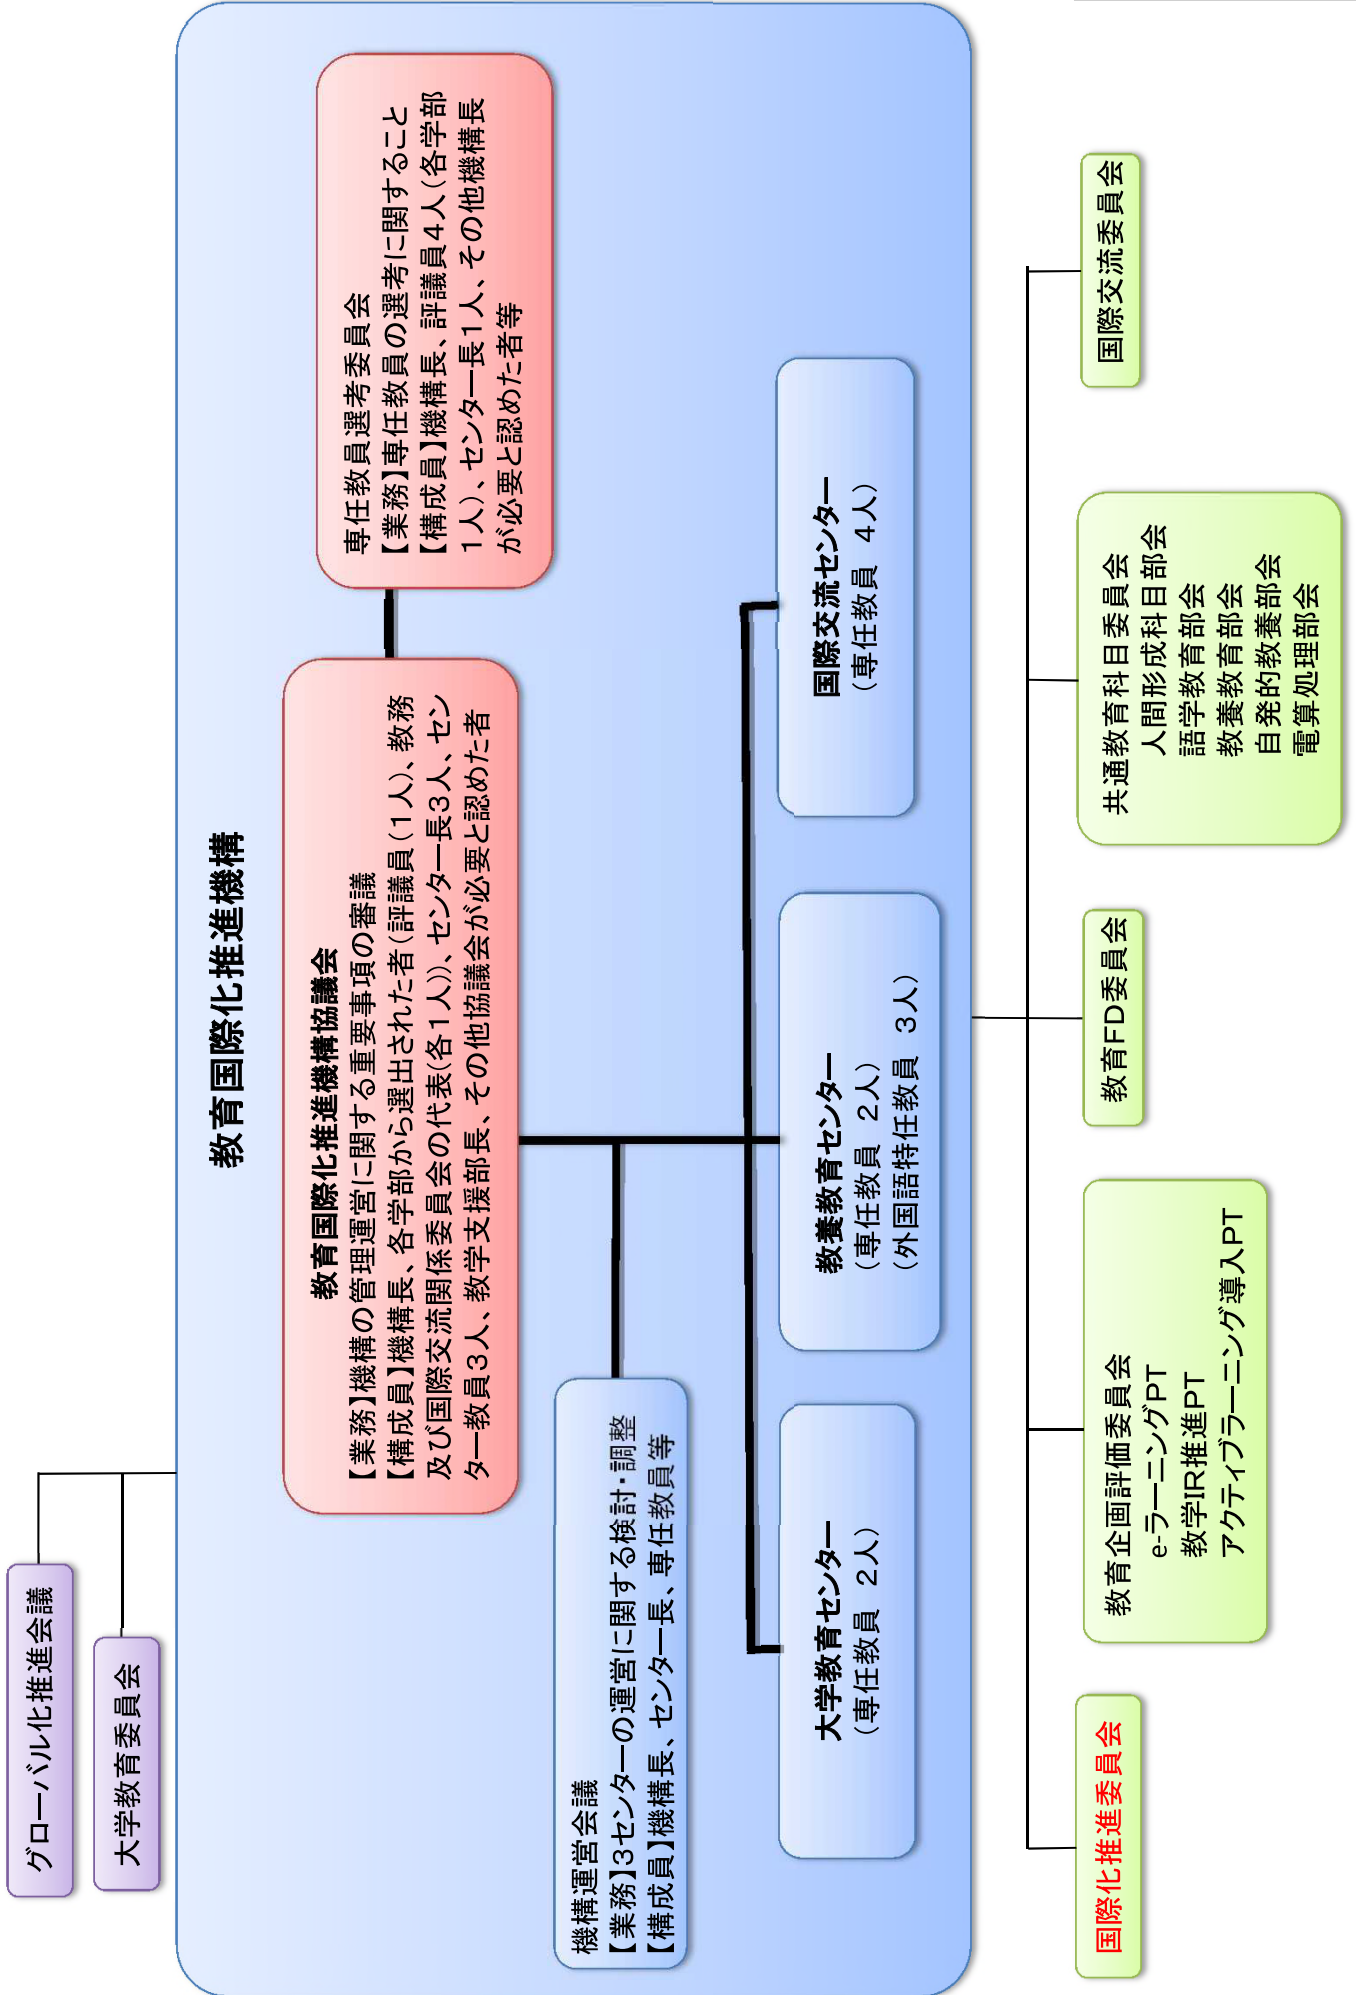 グローバル化推進会議
大学教育委員会
教育国際化推進機構
教育国際化推進機構協議会
【業務】機構の管理運営に関する重要事項の審議
【構成員】機構長、各学部から選出された者（評議員（１人）、教務
及び国際交流関係委員会の代表（各１人））、センター長３人、セン
ター教員３人、教学支援部長、その他協議会が必要と認めた者
専任教員選考委員会
【業務】専任教員の選考に関すること
【構成員】機構長、評議員４人（各学部
１人）、センター長１人、その他機構長
が必要と認めた者等
機構運営会議
【業務】３センターの運営に関する検討・調整
【構成員】機構長、センター長、専任教員等
大学教育センター
（専任教員　２人）
教養教育センター
（専任教員　２人）
（外国語特任教員　３人）
国際交流センター
（専任教員　４人）
国際化推進委員会
教育企画評価委員会
e-ラーニングPT
教学IR推進PT
アクティブラーニング導入PT
教育FD委員会
共通教育科目委員会
人間形成科目部会
語学教育部会
教養教育部会
自発的教養部会
電算処理部会
国際交流委員会